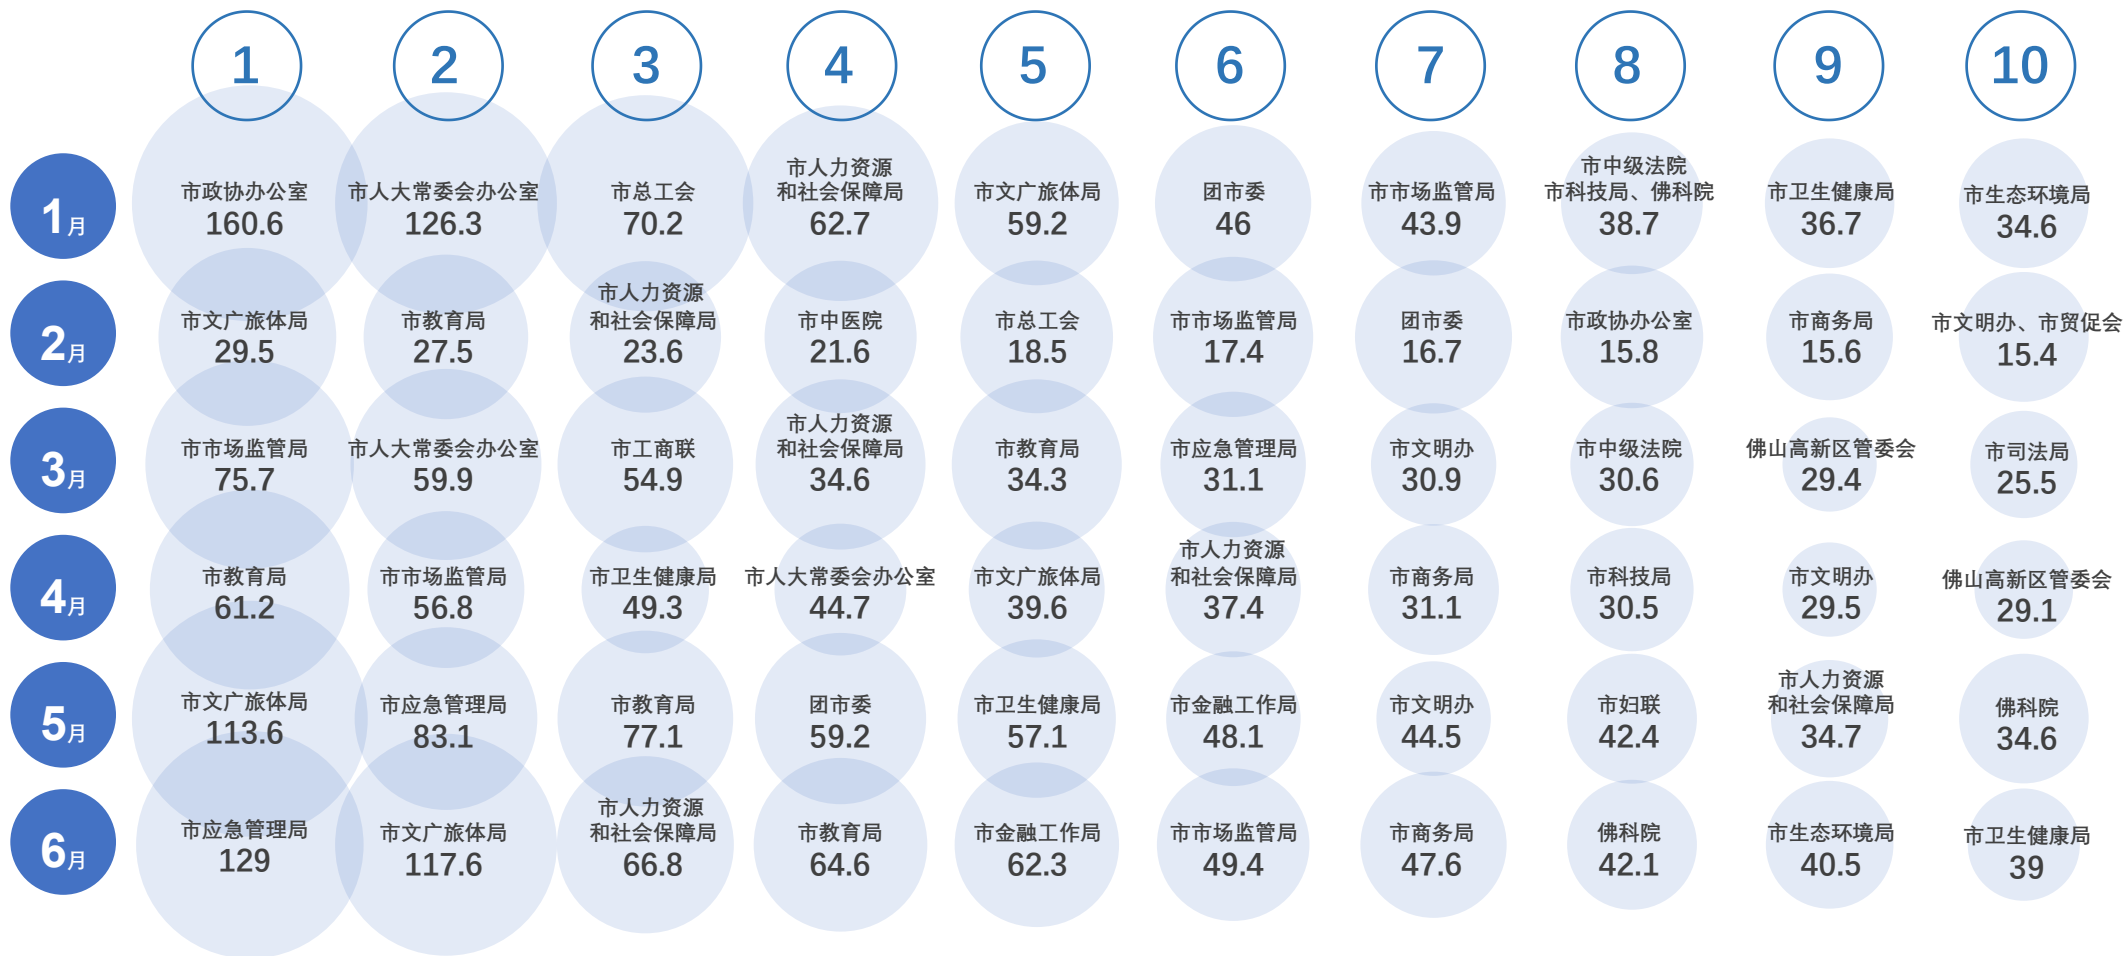 1
2
3
4
5
6
7
8
9
10
1月
市政协办公室
160.6
市人大常委会办公室
126.3
市总工会
70.2
市人力资源
和社会保障局
62.7
市文广旅体局
59.2
团市委
46
市市场监管局
43.9
市中级法院
市科技局、佛科院
38.7
市卫生健康局
36.7
市生态环境局
34.6
2月
市文广旅体局
29.5
市教育局
27.5
市人力资源
和社会保障局
23.6
市中医院
21.6
市总工会
18.5
市市场监管局
17.4
团市委
16.7
市政协办公室
15.8
市商务局
15.6
市文明办、市贸促会
15.4
3月
市市场监管局
75.7
市人大常委会办公室
59.9
市工商联
54.9
市人力资源
和社会保障局
34.6
市教育局
34.3
市应急管理局
31.1
市文明办
30.9
市中级法院
30.6
佛山高新区管委会
29.4
市司法局
25.5
4月
市教育局
61.2
市市场监管局
56.8
市卫生健康局
49.3
市人大常委会办公室
44.7
市文广旅体局
39.6
市人力资源
和社会保障局
37.4
市商务局
31.1
市科技局
30.5
市文明办
29.5
佛山高新区管委会
29.1
5月
市文广旅体局
113.6
市应急管理局
83.1
市教育局
77.1
团市委
59.2
市卫生健康局
57.1
市金融工作局
48.1
市文明办
44.5
市妇联
42.4
市人力资源
和社会保障局
34.7
佛科院
34.6
6月
市应急管理局
129
市文广旅体局
117.6
市人力资源
和社会保障局
66.8
市教育局
64.6
市金融工作局
62.3
市市场监管局
49.4
市商务局
47.6
佛科院
42.1
市生态环境局
40.5
市卫生健康局
39